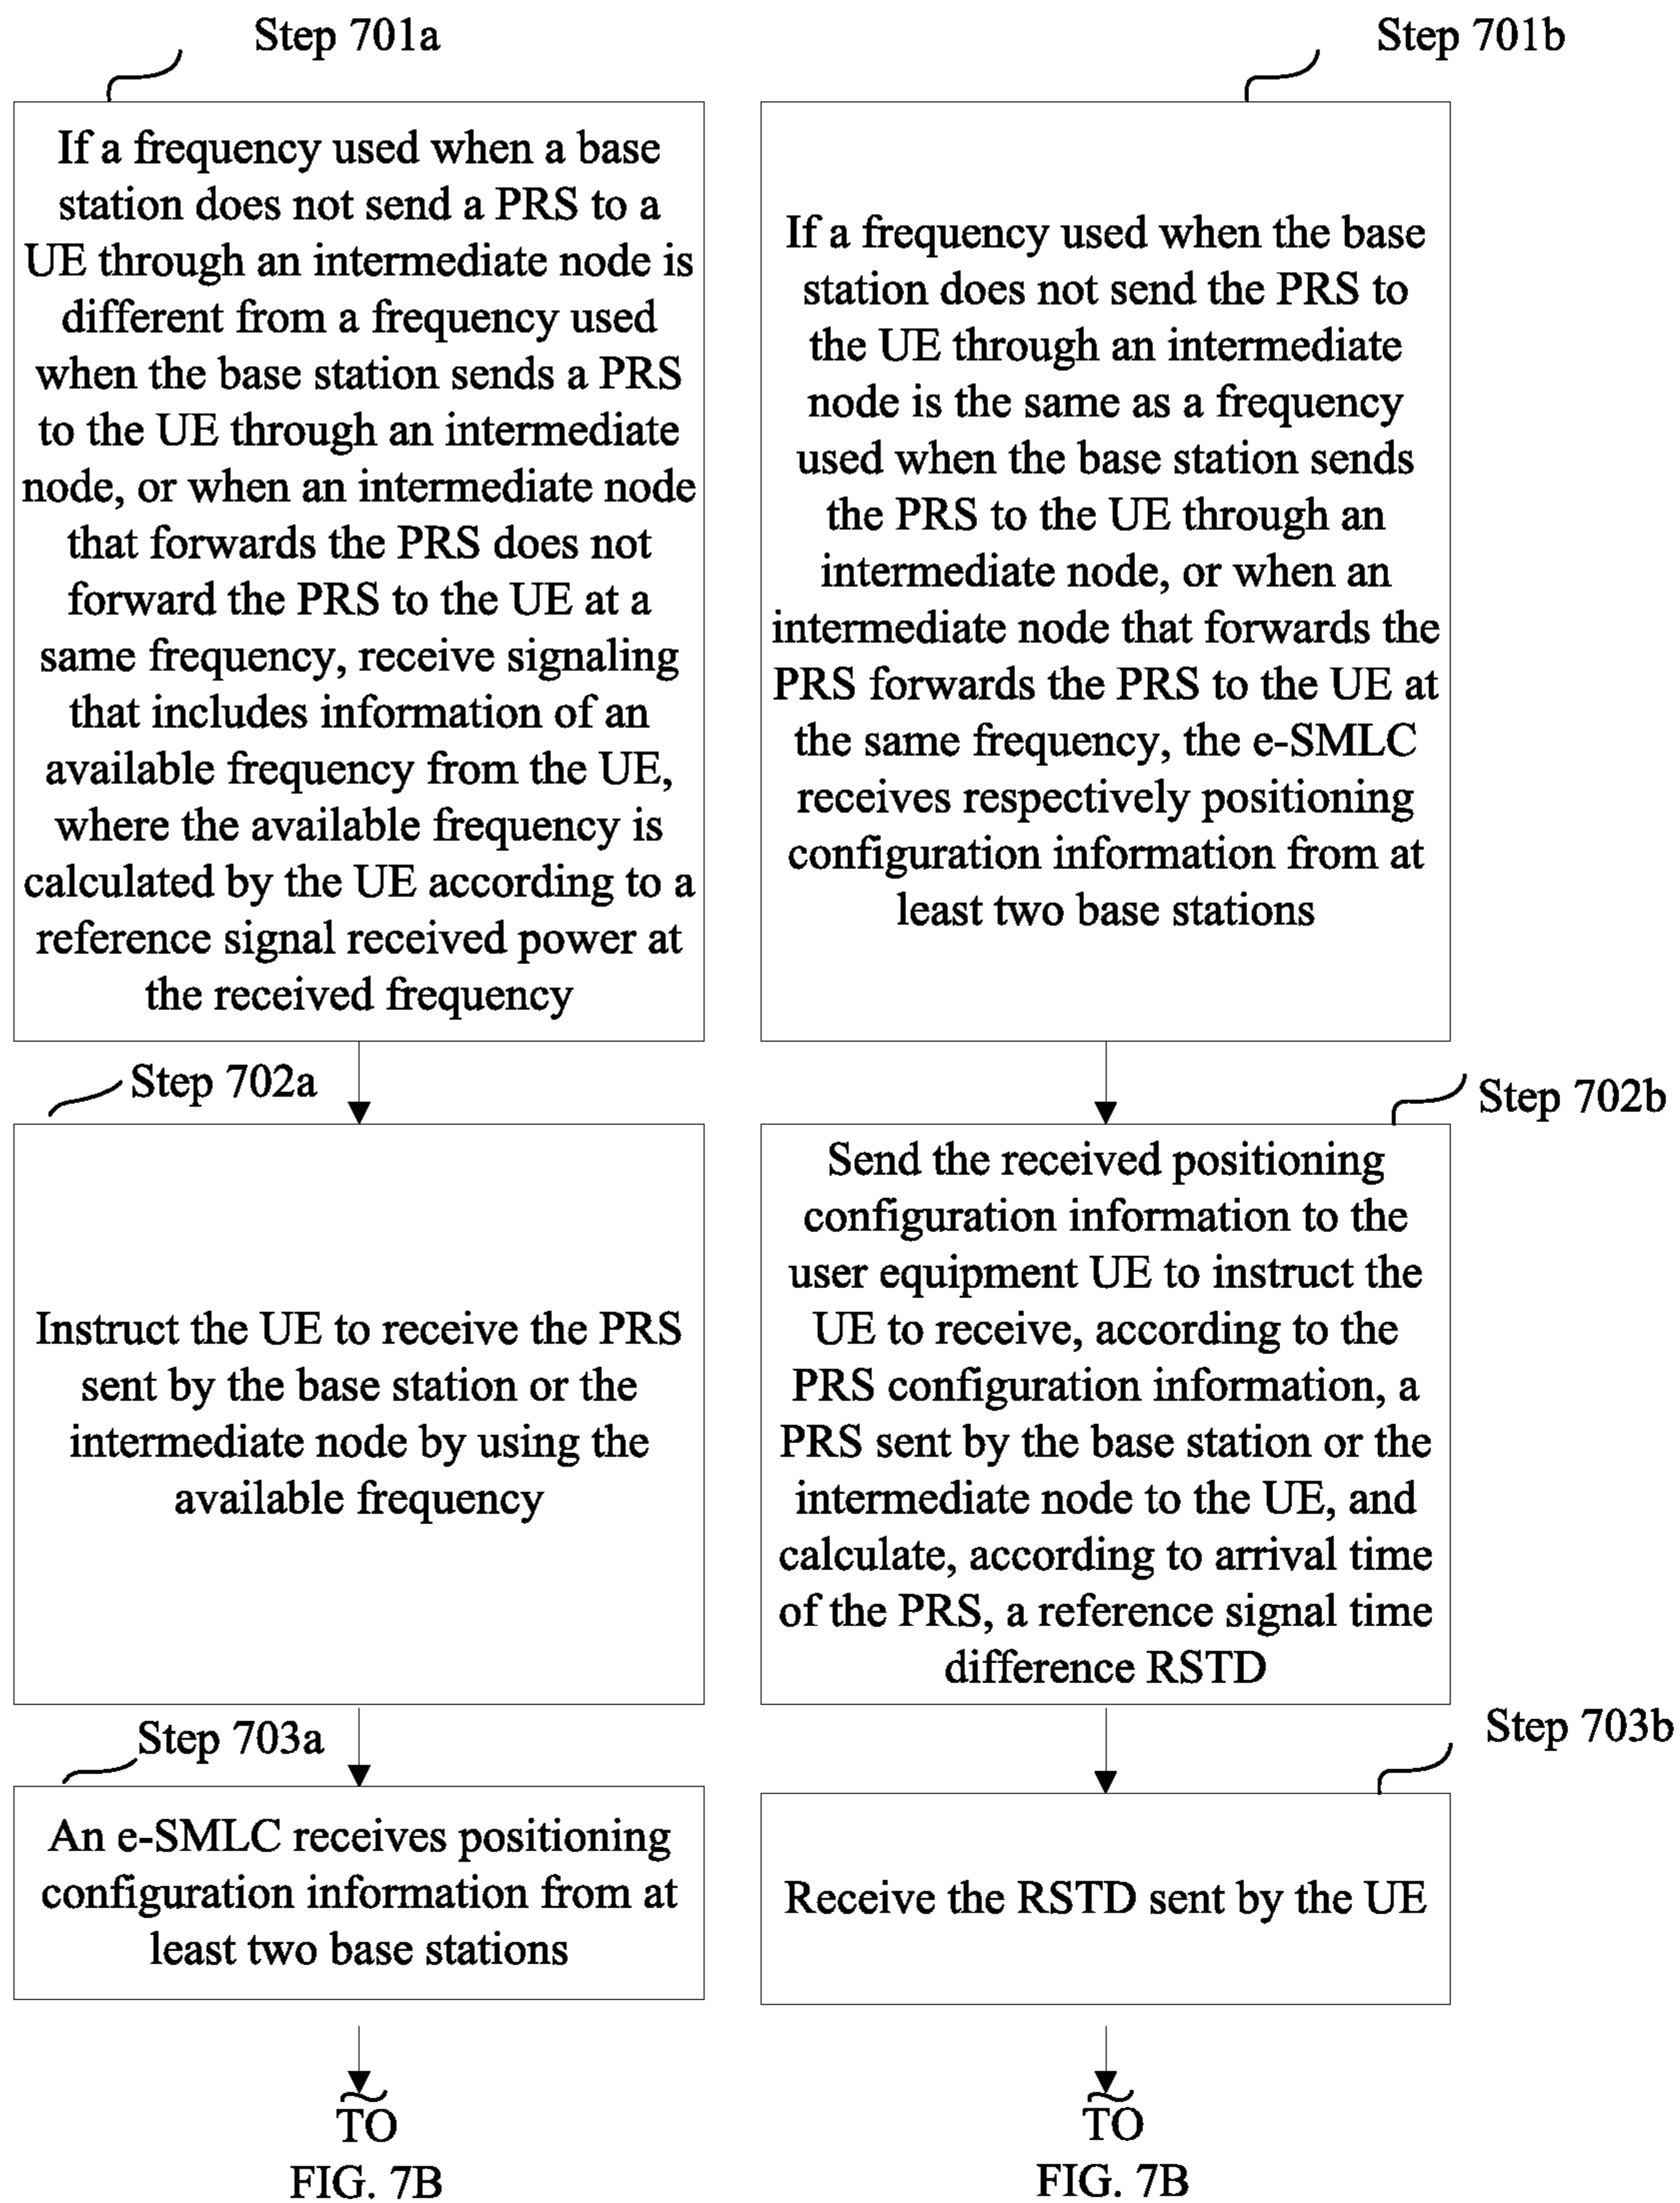 Step 701a
If a frequency used when a base
station does not send a PRS to a
UE through an intermediate node is
different from a frequency used
when the base station sends a PRS
to the UE through an intermediate
node, or when an intermediate node
that forwards the PRS does not
forward the PRS to the UE at a
same frequency, receive signaling
that includes information of an
available frequency from the UE,
where the available frequency is
calculated by the UE according to a
reference signal received power at
the received frequency
Step 702a
Instruct the UE to receive the PRS
sent by the base station or the
intermediate node by using the
available frequency
Step 703a
An e-SMLC receives positioning
configuration information from at
least two base stations
TO
FIG. 7B
Step 701b
If a frequency used when the base
station does not send the PRS to
the UE through an intermediate
node is the same as a frequency
used when the base station sends
the PRS to the UE through an
intermediate node, or when an
intermediate node that forwards the
PRS forwards the PRS to the UE at
the same frequency, the e-SMLC
receives respectively positioning
configuration information from at
least two base stations
Step 702b
Send the received positioning
configuration information to the
user equipment UE to instruct the
UE to receive, according to the
PRS configuration information, a
PRS sent by the base station or the
intermediate node to the UE, and
calculate, according to arrival time
of the PRS, a reference signal time
difference RSTD
Step 703b
Receive the RSTD sent by the UE
TO
FIG. 7B